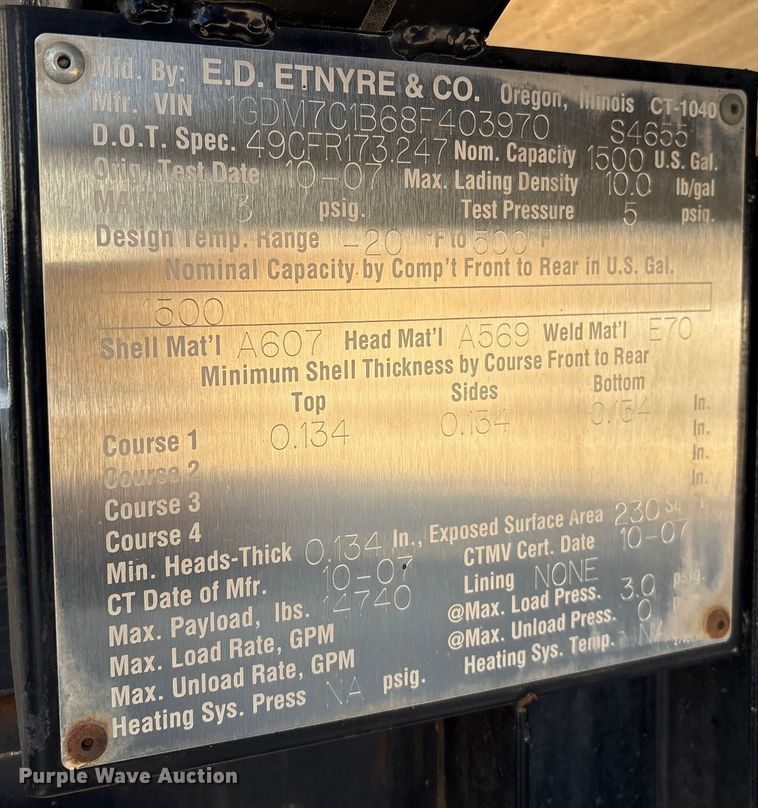 Mfd. By: E.D. ETNYRE & CO. Oregon, Illinois CT-1040
Mfr. VIN 1GDM7C1B68F403970 S4655
D.O.T. Spec. 49CFR173.247 Nom. Capacity 1500 U.S. Gal.
Orig. Test Date 10-07 Max. Lading Density 10.0 lb/gal
MAWP 3 psig. Test Pressure 5 psig.
Design Temp. Range -20 °F to 500 °F
Nominal Capacity by Comp't Front to Rear in U.S. Gal.
1500
Shell Mat'l A607 Head Mat'l A569 Weld Mat'l E70
Minimum Shell Thickness by Course Front to Rear
Top Sides Bottom
Course 1 0.134 0.134 0.134 In.
Course 2 In.
Course 3 In.
Course 4 In.
Min. Heads-Thick 0.134 In., Exposed Surface Area 230 Sq.
CT Date of Mfr. 10-07 CTMV Cert. Date 10-07
Max. Payload, lbs. 14740 Lining NONE
Max. Load Rate, GPM @Max. Load Press. 3.0 psig.
Max. Unload Rate, GPM @Max. Unload Press. 0
Heating Sys. Press NA psig. Heating Sys. Temp. NA
Purple Wave Auction